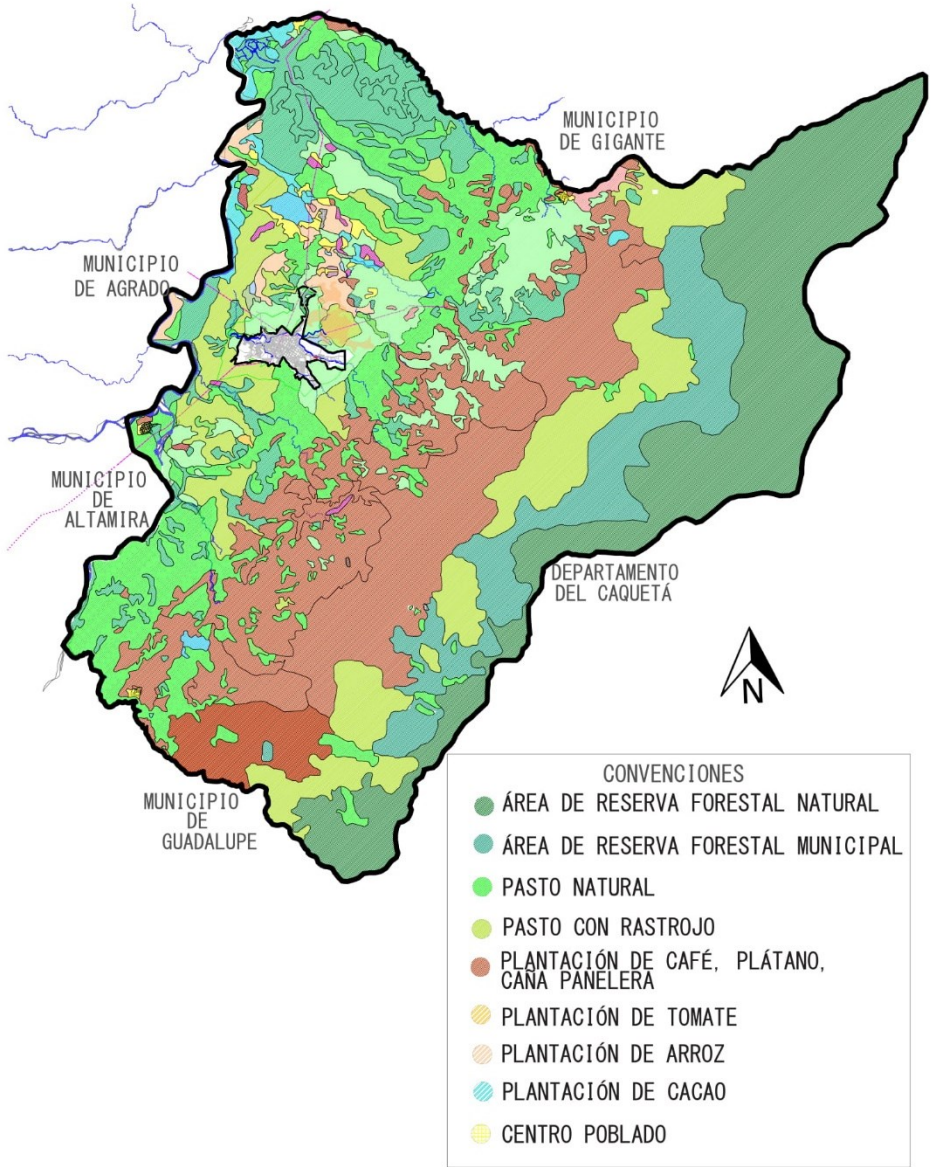 MUNICIPIO
DE GIGANTE
MUNICIPIO
DE AGRADO
MUNICIPIO
DE
ALTAMIRA
DEPARTAMENTO
DEL CAQUETÁ
N
MUNICIPIO
DE
GUADALUPE
CONVENCIONES
ÁREA DE RESERVA FORESTAL NATURAL
ÁREA DE RESERVA FORESTAL MUNICIPAL
PASTO NATURAL
PASTO CON RASTROJO
PLANTACIÓN DE CAFÉ, PLÁTANO,
CAÑA PANELERA
PLANTACIÓN DE TOMATE
PLANTACIÓN DE ARROZ
PLANTACIÓN DE CACAO
CENTRO POBLADO